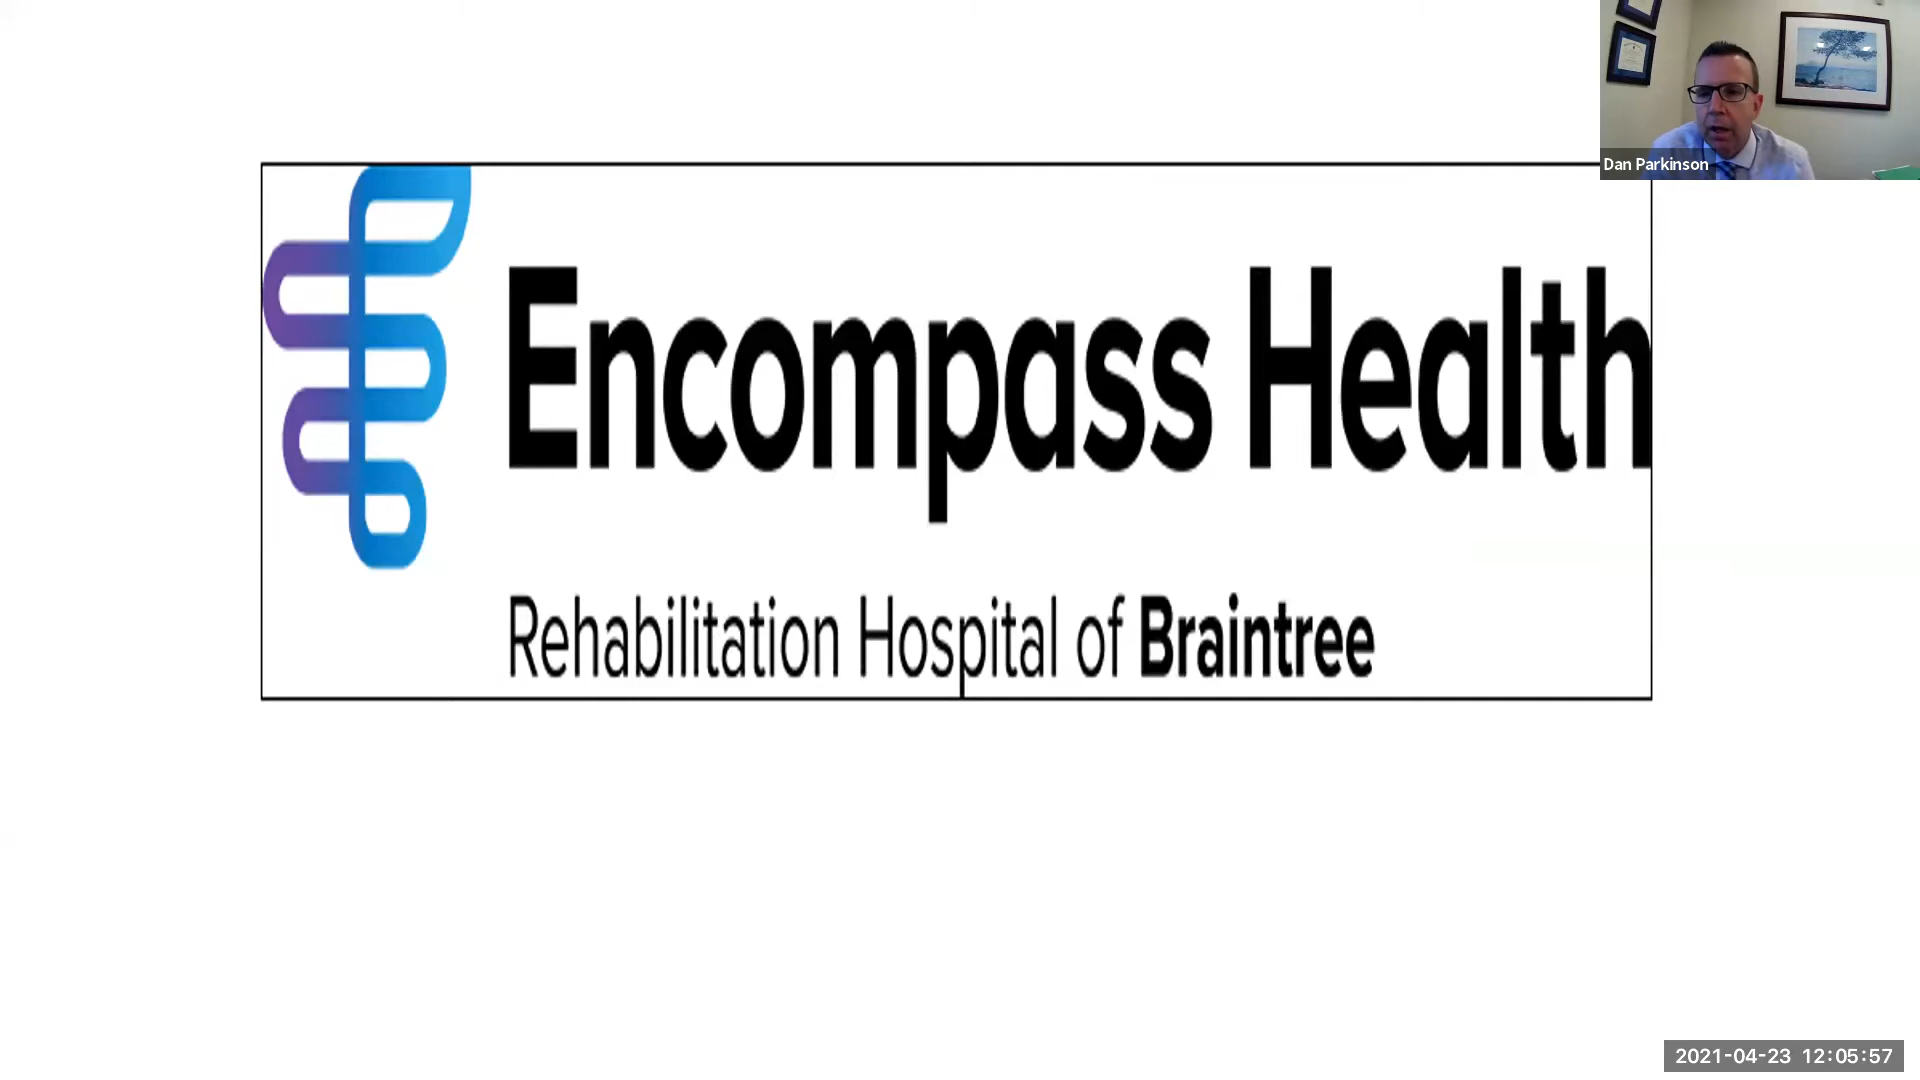 Dan Parkinson
Encompass Health
Rehabilitation Hospital of Braintree
2021-04-23 12:05:57